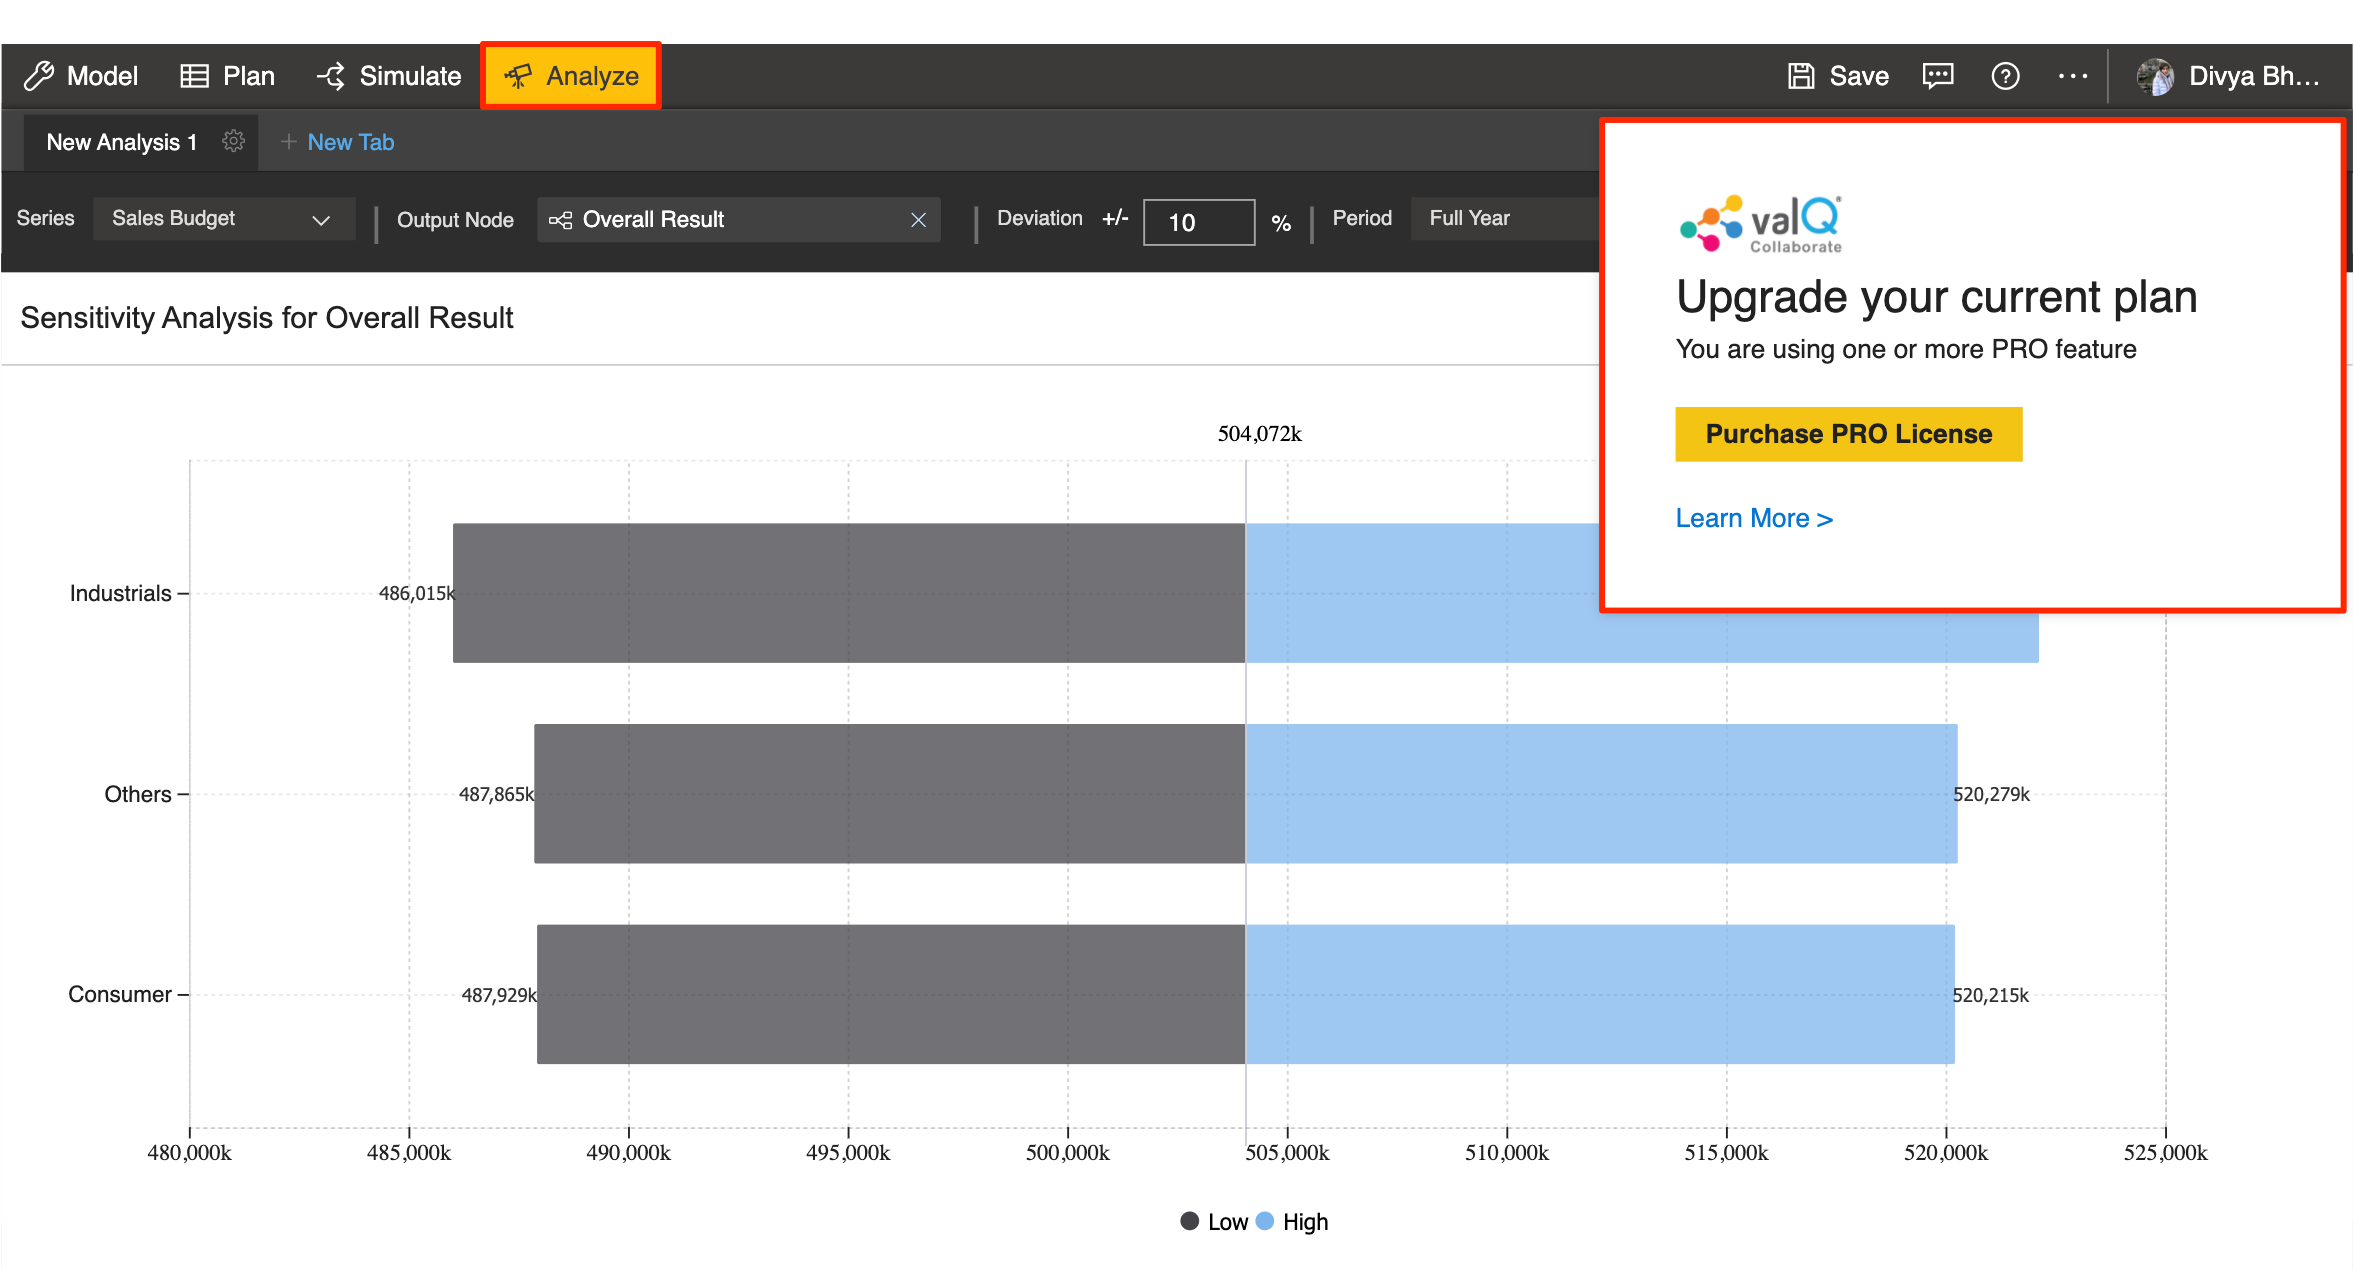 Model Plan Simulate Analyze Save Divya Bh...
New Analysis 1 + New Tab
Series Sales Budget Output Node Overall Result Deviation +/- 10 % Period Full Year
valQ®
Collaborate
Upgrade your current plan
You are using one or more PRO feature
Purchase PRO License
Learn More >
Sensitivity Analysis for Overall Result
504,072k
Industrials 486,015k
Others 487,865k 520,279k
Consumer 487,929k 520,215k
480,000k 485,000k 490,000k 495,000k 500,000k 505,000k 510,000k 515,000k 520,000k 525,000k
Low High